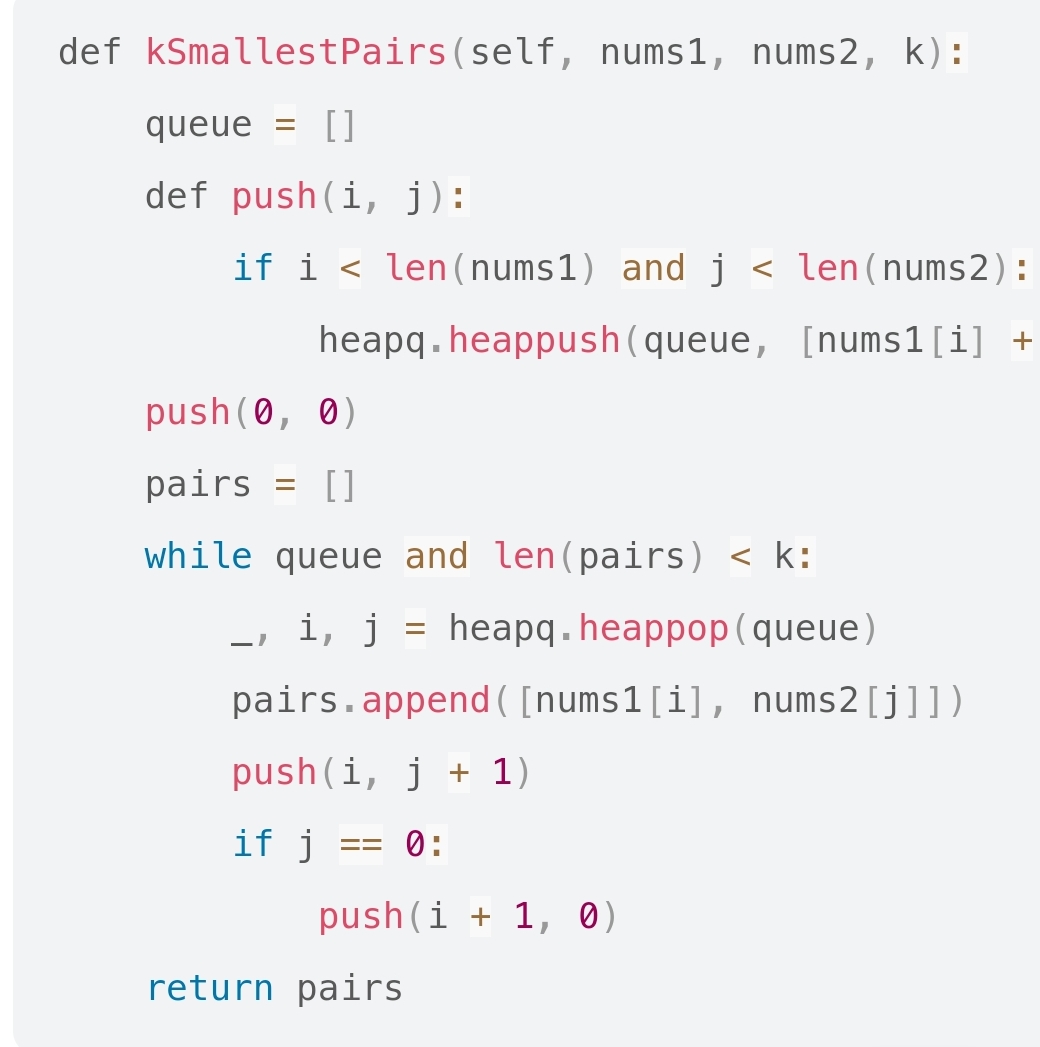 def kSmallestPairs(self, nums1, nums2, k):
    queue = []
    def push(i, j):
        if i < len(nums1) and j < len(nums2):
            heapq.heappush(queue, [nums1[i] +
    push(0, 0)
    pairs = []
    while queue and len(pairs) < k:
        _, i, j = heapq.heappop(queue)
        pairs.append([nums1[i], nums2[j]])
        push(i, j + 1)
        if j == 0:
            push(i + 1, 0)
    return pairs